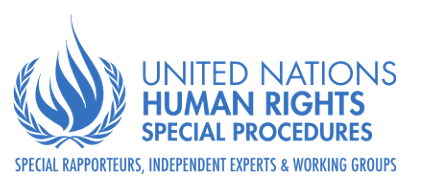 UNITED NATIONS
HUMAN RIGHTS
SPECIAL PROCEDURES
SPECIAL RAPPORTEURS, INDEPENDENT EXPERTS & WORKING GROUPS